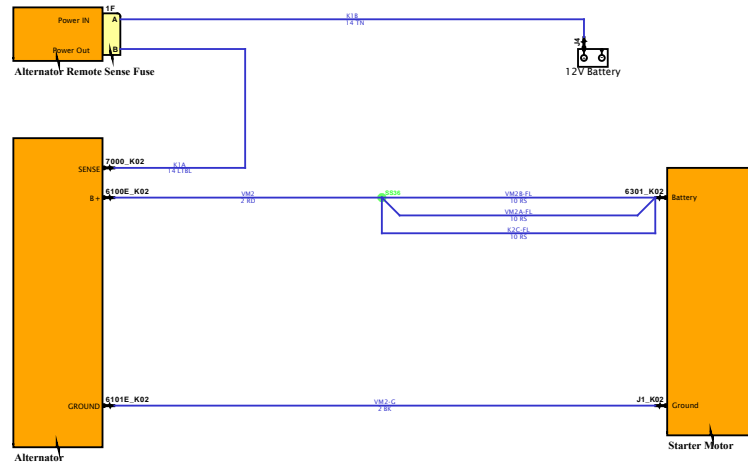 1F
Power IN
A
K1B
14 TN
J4
Power Out
B
Alternator Remote Sense Fuse
12V Battery
7000_K02
SENSE
K1A
14 LTBL
6100E_K02
B+
VM2
2 RD
VM2B-FL
10 RS
6301_K02
Battery
VM2A-FL
10 RS
K2C-FL
10 RS
6101E_K02
GROUND
VM2-G
2 BK
J1_K02
Ground
Starter Motor
Alternator